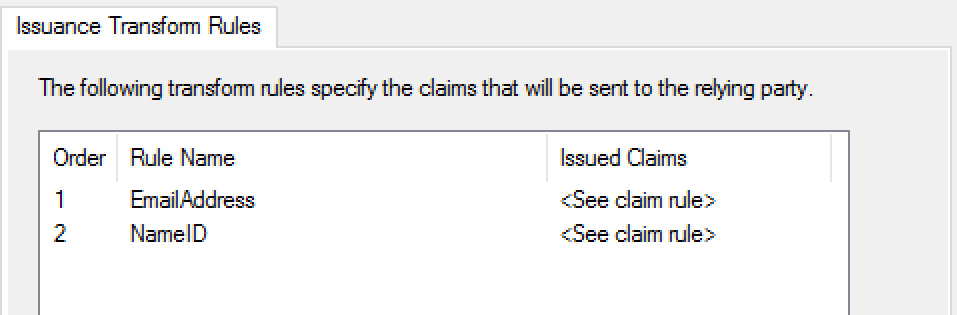 Issuance Transform Rules
The following transform rules specify the claims that will be sent to the relying party.
Order Rule Name Issued Claims
1 EmailAddress <See claim rule>
2 NameID <See claim rule>